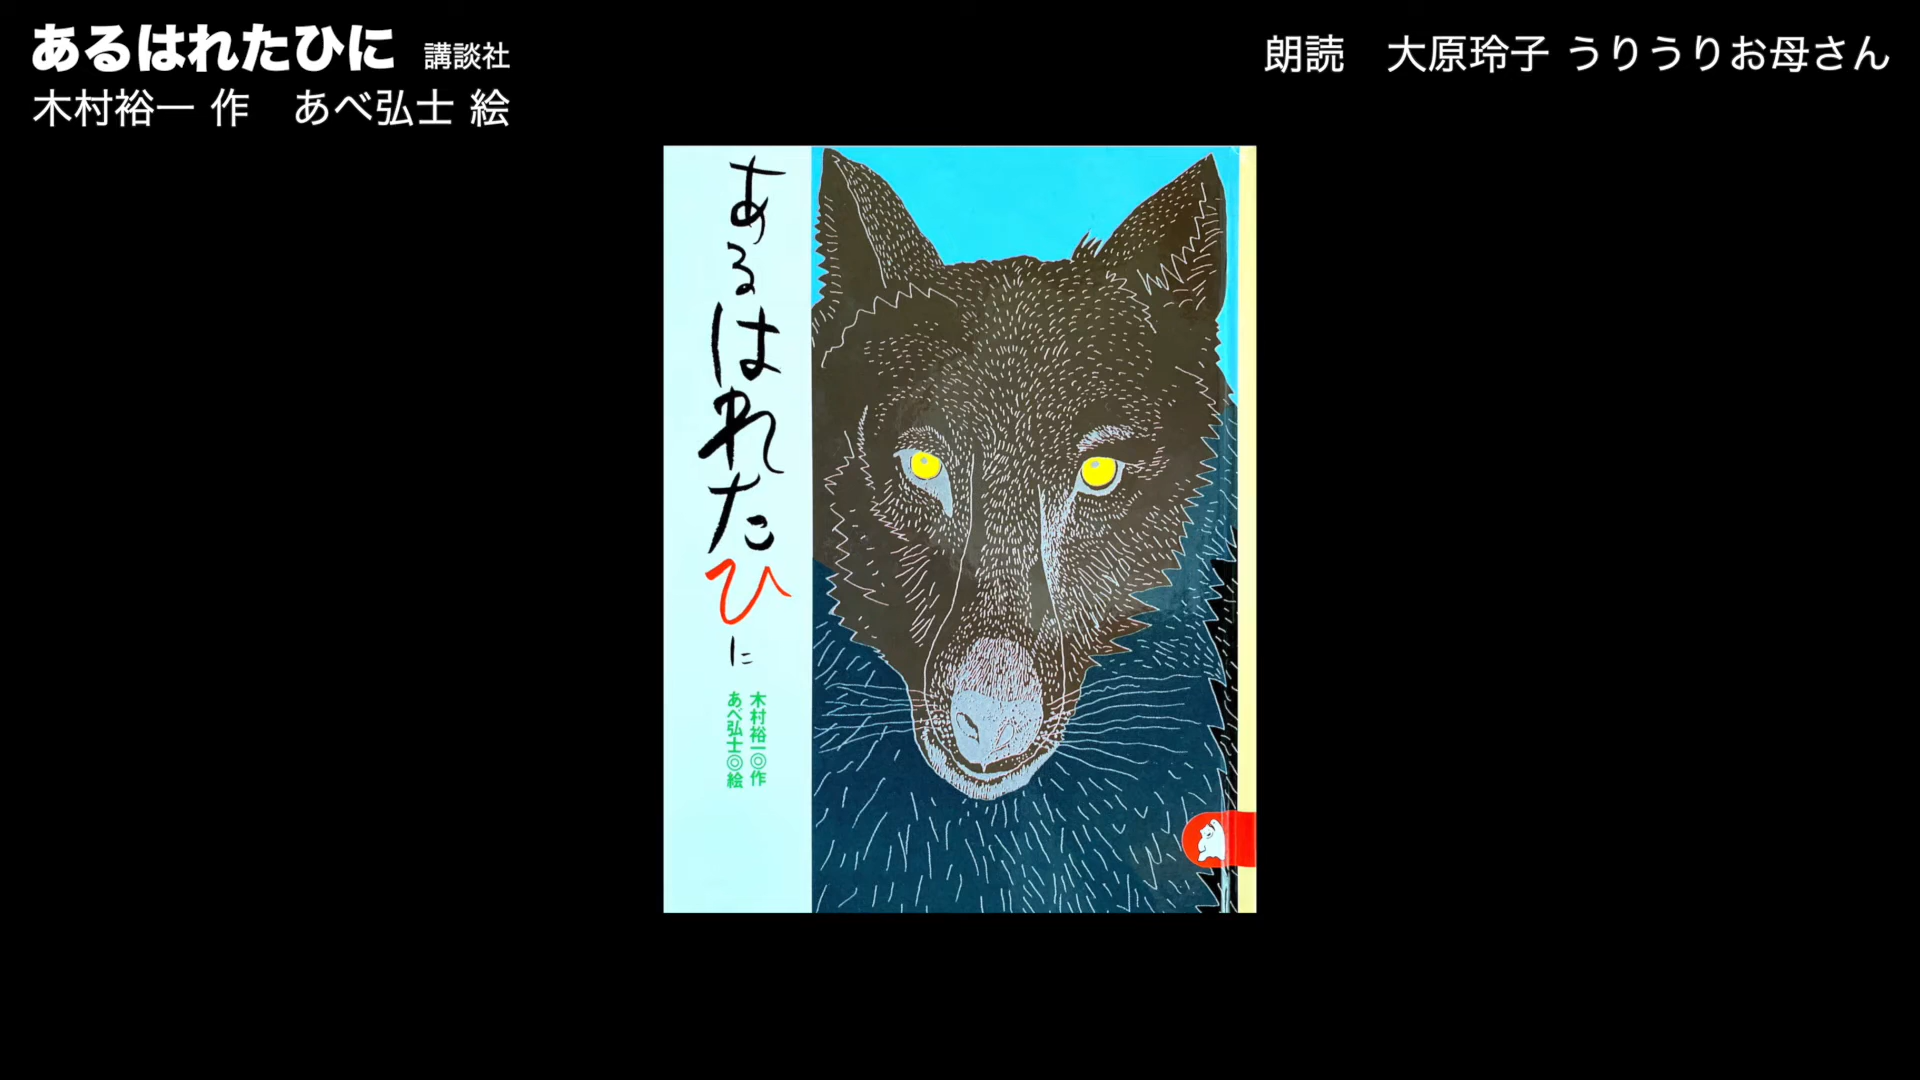 あるはれたひに 講談社
木村裕一 作 あべ弘士 絵
朗読 大原玲子 うりうりお母さん
あるはれたひに
木村裕一◎作
あべ弘士◎絵